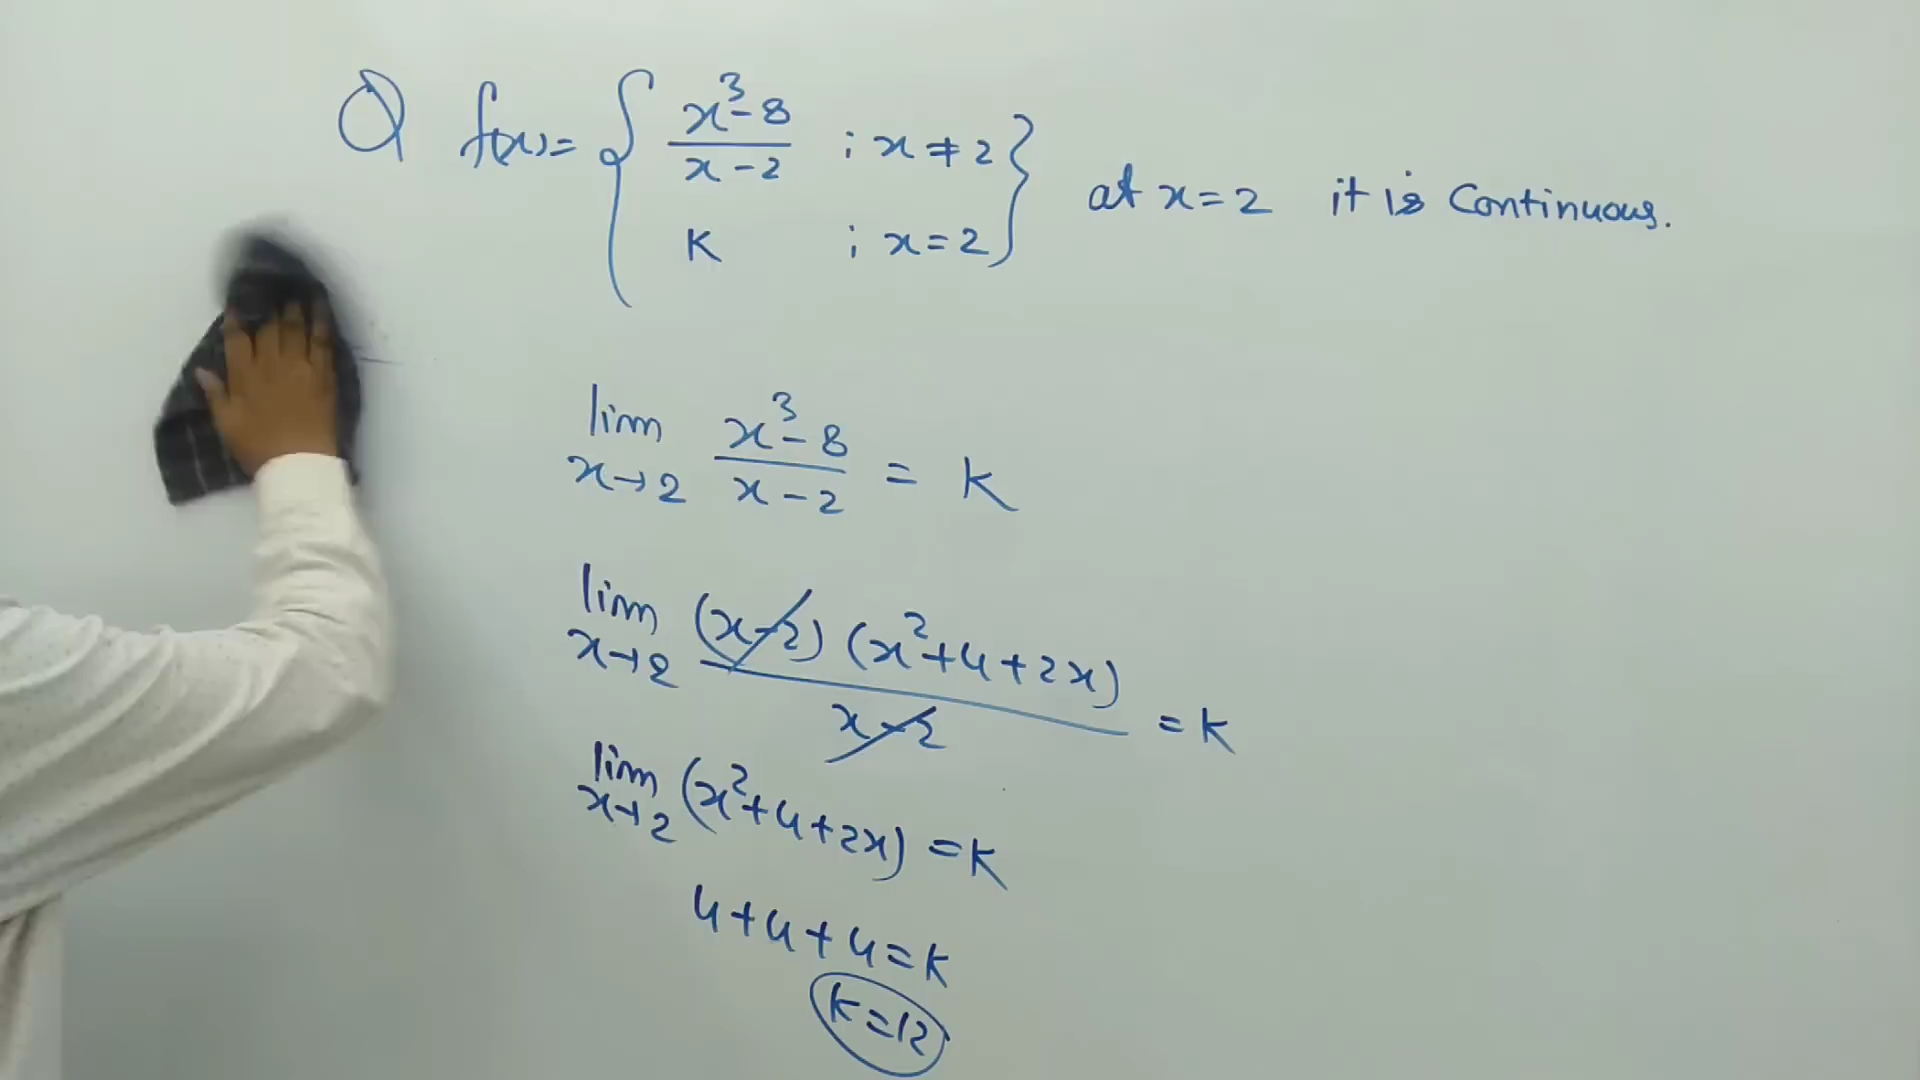 Q f(x) = { x³-8 / x-2 ; x ≠ 2 } at x = 2 it is Continuous.
K ; x = 2
lim x→2 x³-8 / x-2 = K
lim x→2 (x-2) (x²+4+2x) / x-2 = K
lim x→2 (x²+4+2x) = K
4+4+4 = K
K = 12